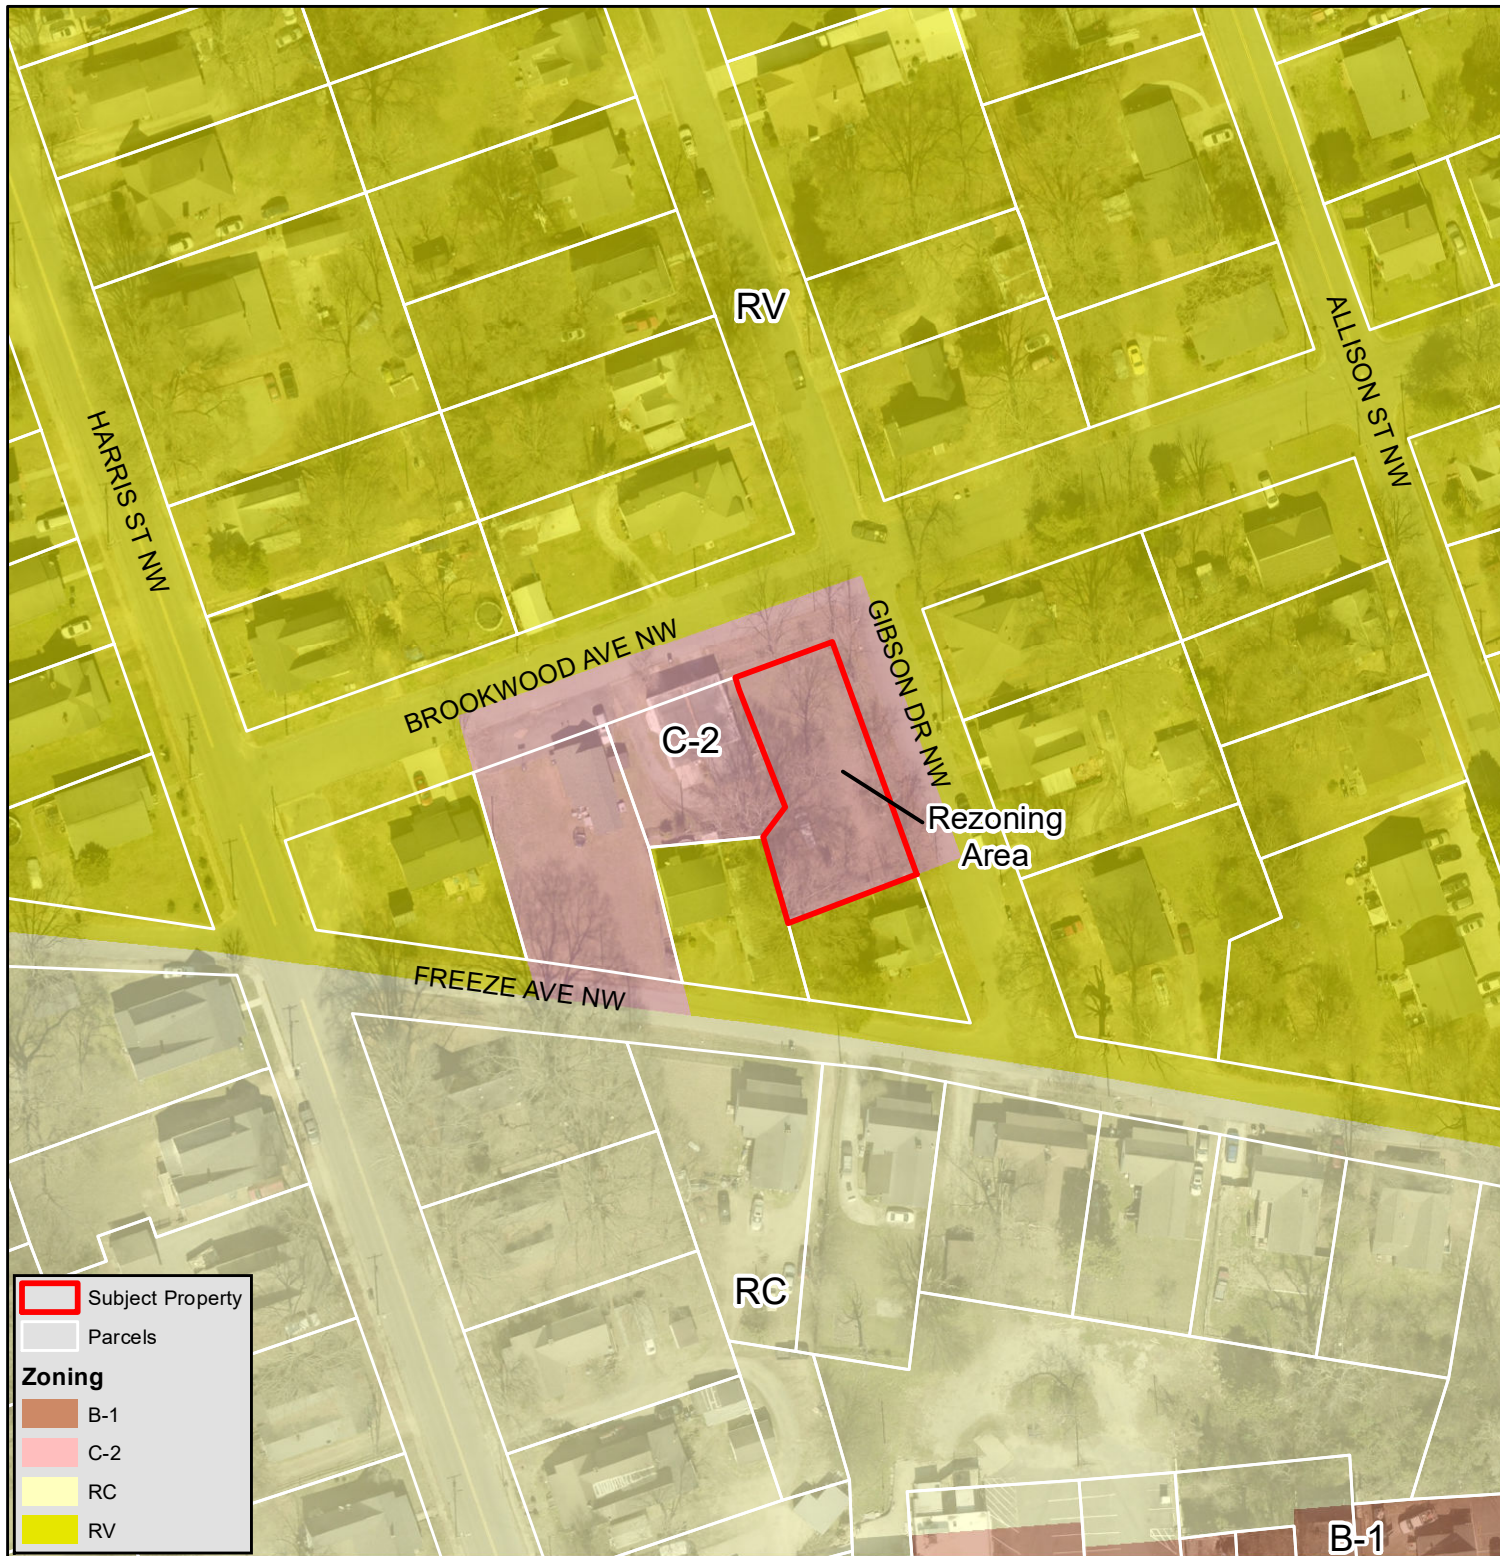 RV
HARRIS ST NW
ALLISON ST NW
BROOKWOOD AVE NW
GIBSON DR NW
C-2
Rezoning
Area
FREEZE AVE NW
RC
B-1
Subject Property
Parcels
Zoning
B-1
C-2
RC
RV